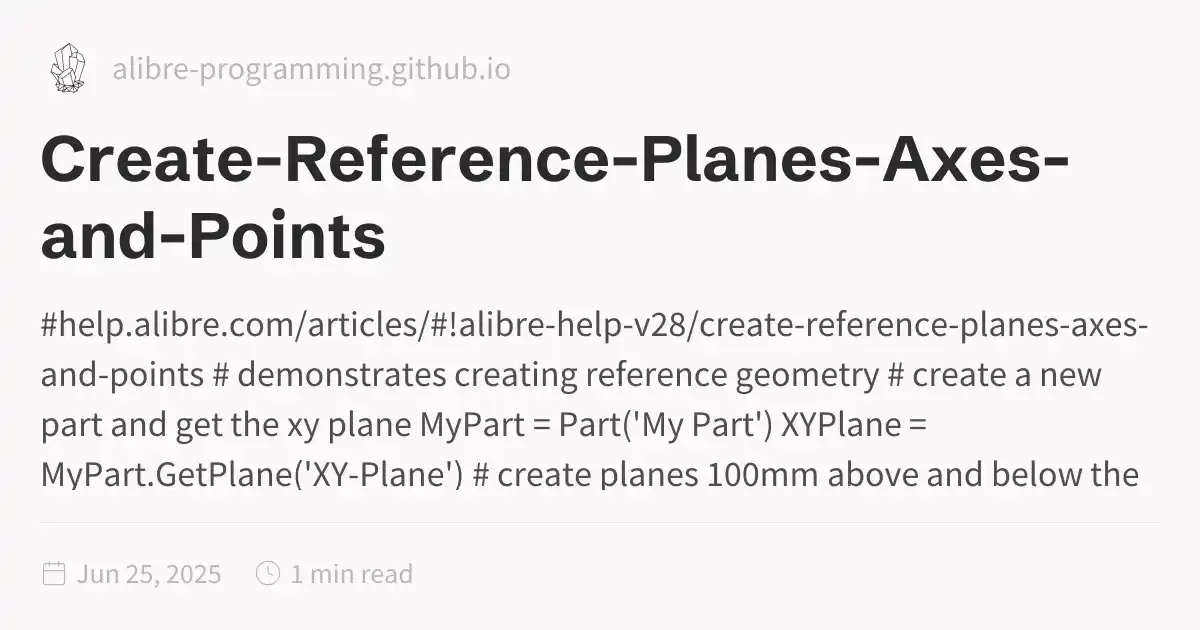 alibre-programming.github.io
Create-Reference-Planes-Axes-
and-Points
#help.alibre.com/articles/#!alibre-help-v28/create-reference-planes-axes-
and-points # demonstrates creating reference geometry # create a new
part and get the xy plane MyPart = Part('My Part') XYPlane =
MyPart.GetPlane('XY-Plane') # create planes 100mm above and below the
Jun 25, 2025
1 min read